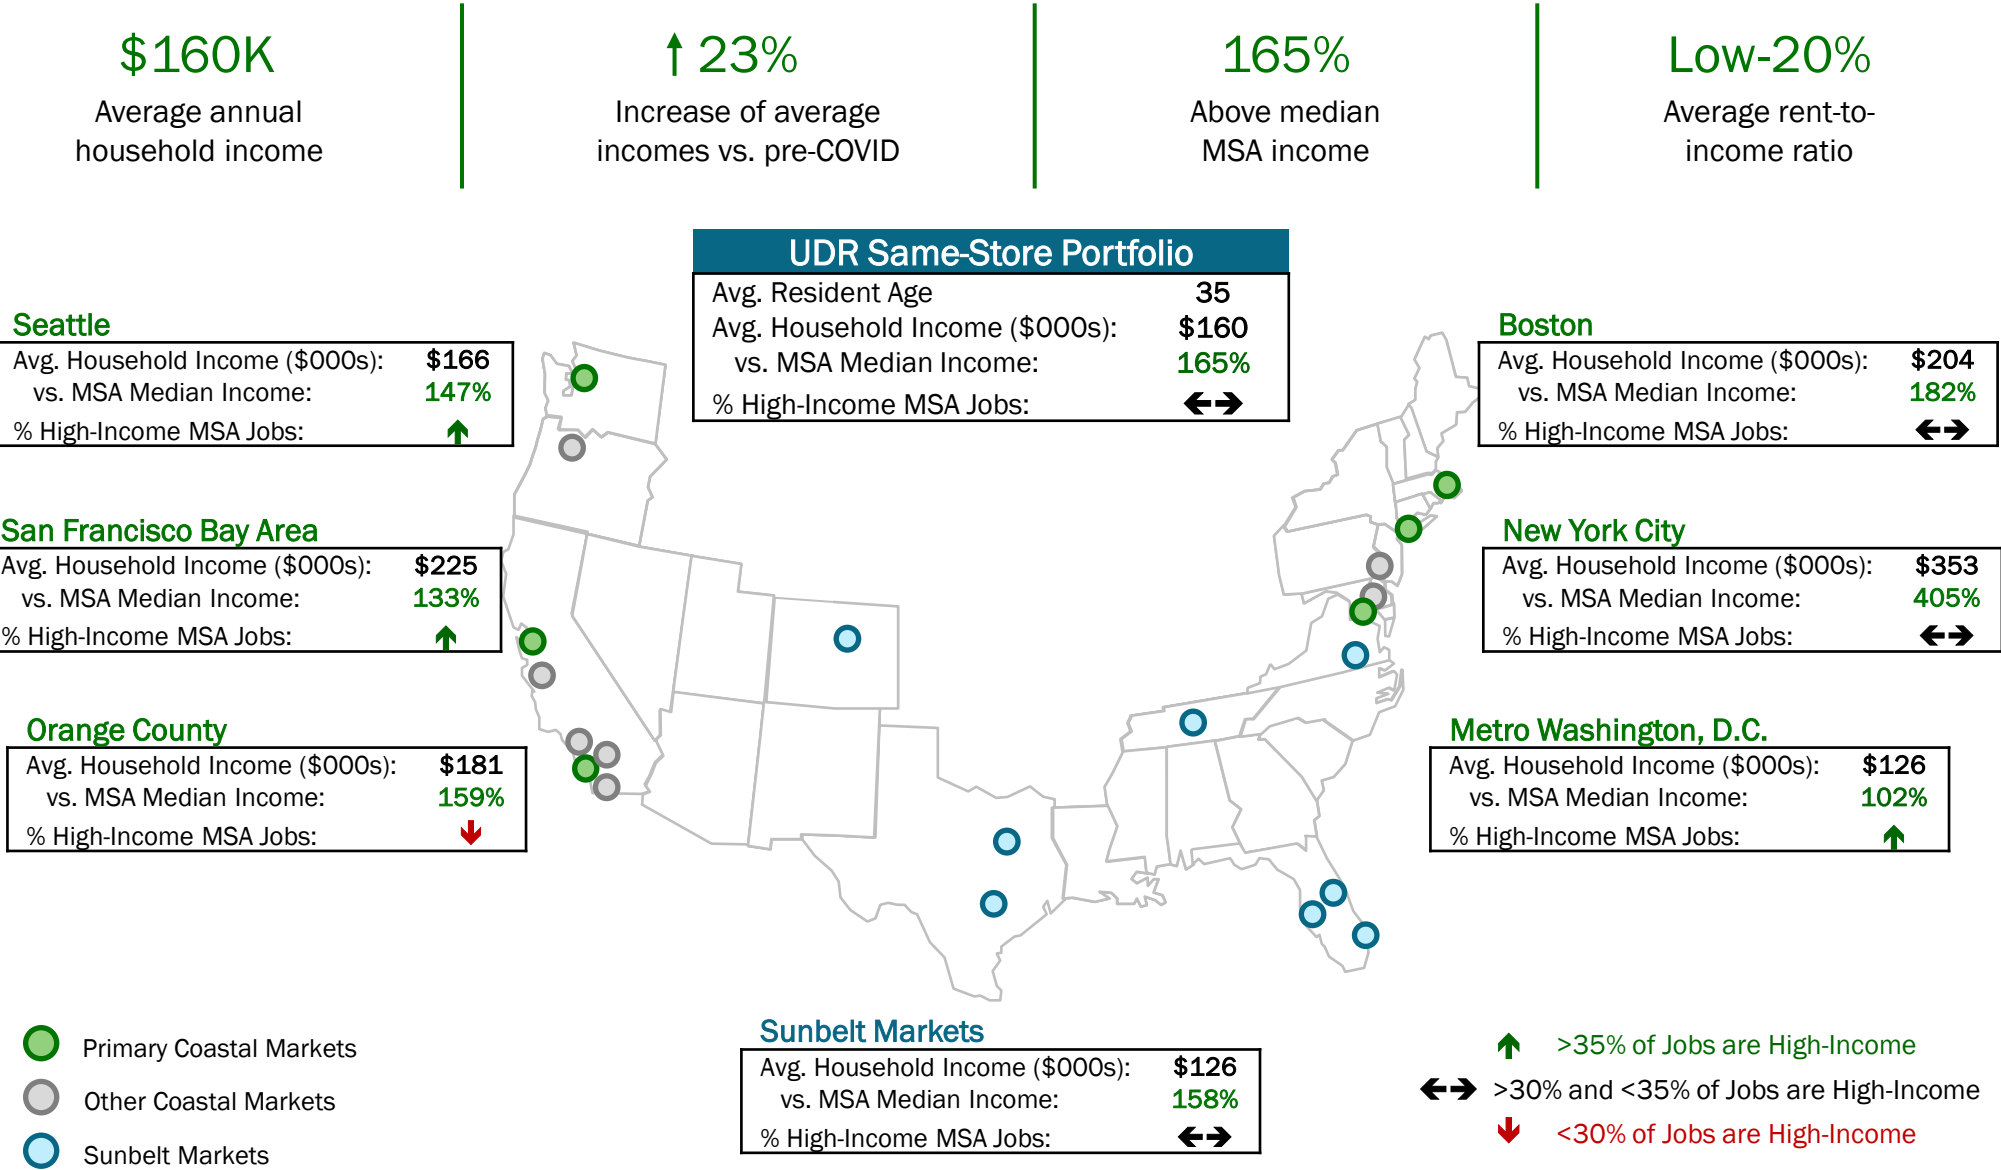 $160K
Average annual
household income
↑ 23%
Increase of average
incomes vs. pre-COVID
165%
Above median
MSA income
Low-20%
Average rent-to-
income ratio
UDR Same-Store Portfolio
Avg. Resident Age 35
Avg. Household Income ($000s): $160
vs. MSA Median Income: 165%
% High-Income MSA Jobs: ↔
Seattle
Avg. Household Income ($000s): $166
vs. MSA Median Income: 147%
% High-Income MSA Jobs: ↑
Boston
Avg. Household Income ($000s): $204
vs. MSA Median Income: 182%
% High-Income MSA Jobs: ↔
San Francisco Bay Area
Avg. Household Income ($000s): $225
vs. MSA Median Income: 133%
% High-Income MSA Jobs: ↑
New York City
Avg. Household Income ($000s): $353
vs. MSA Median Income: 405%
% High-Income MSA Jobs: ↔
Orange County
Avg. Household Income ($000s): $181
vs. MSA Median Income: 159%
% High-Income MSA Jobs: ↓
Metro Washington, D.C.
Avg. Household Income ($000s): $126
vs. MSA Median Income: 102%
% High-Income MSA Jobs: ↑
Sunbelt Markets
Avg. Household Income ($000s): $126
vs. MSA Median Income: 158%
% High-Income MSA Jobs: ↔
Primary Coastal Markets
Other Coastal Markets
Sunbelt Markets
↑ >35% of Jobs are High-Income
↔ >30% and <35% of Jobs are High-Income
↓ <30% of Jobs are High-Income